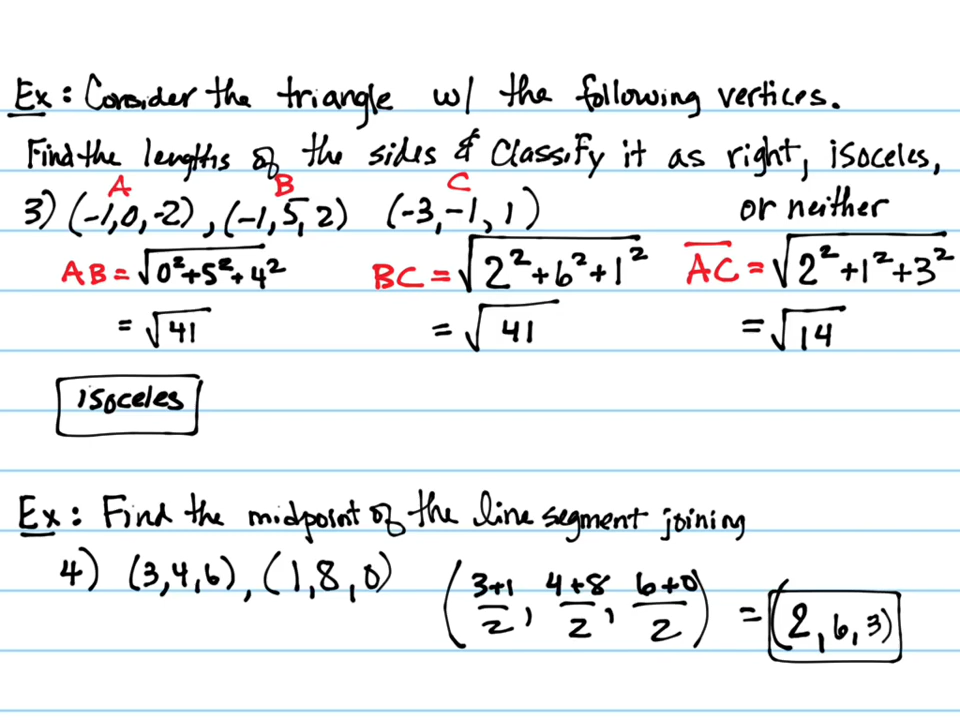 Ex: Consider the triangle w/ the following vertices.
Find the lengths of the sides & Classify it as right, isoceles,
or neither
A B C
3) (-1,0,-2), (-1,5,2) (-3,-1,1)
AB = √(0²+5²+4²) BC = √(2²+6²+1²) AC = √(2²+1²+3²)
= √41 = √41 = √14
isoceles
Ex: Find the midpoint of the line segment joining
4) (3,4,6), (1,8,0) (3+1/2, 4+8/2, 6+0/2) = (2,6,3)